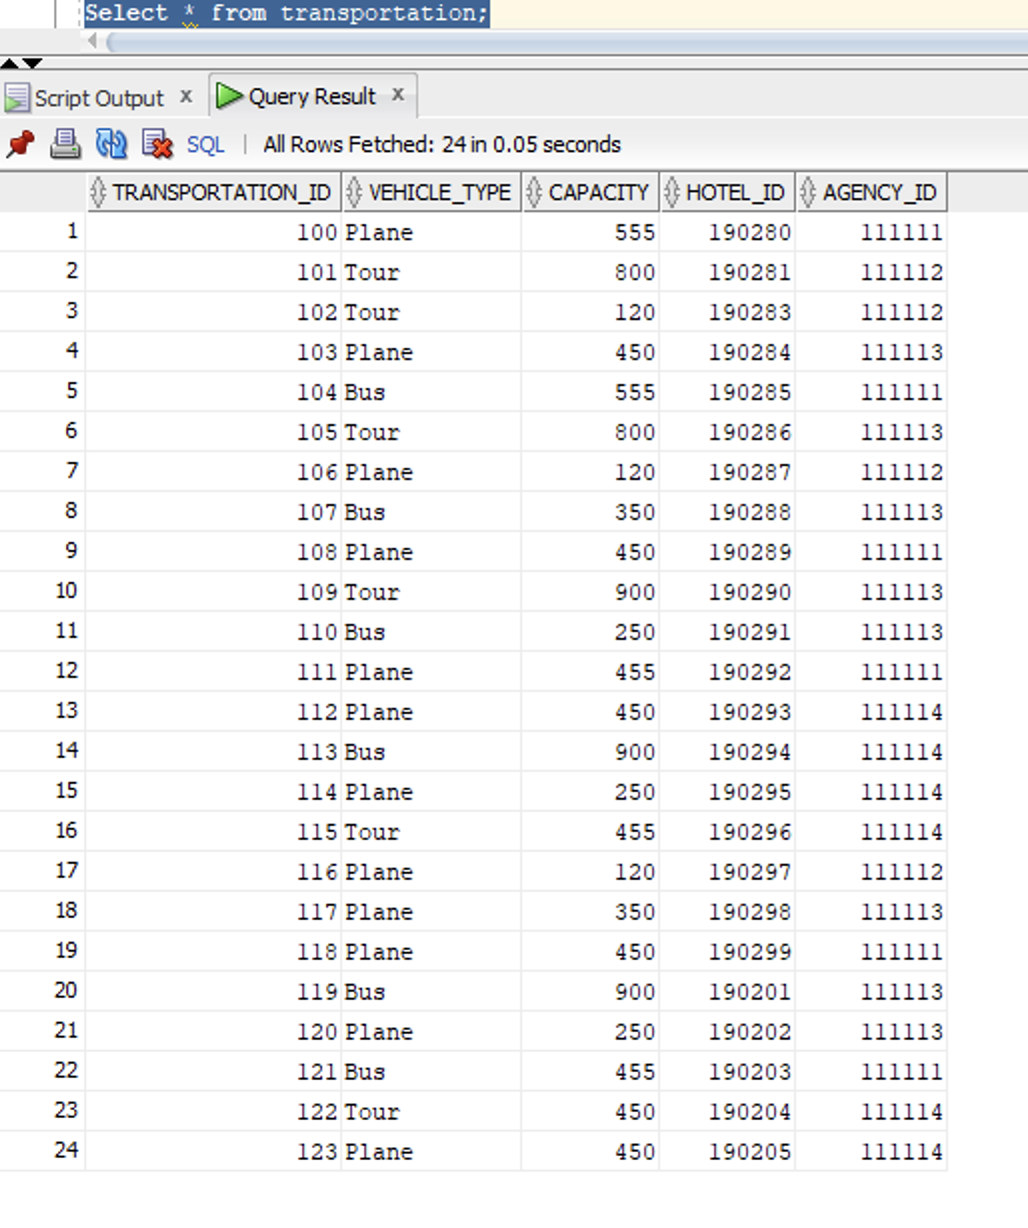 Select * from transportation;
Script Output x Query Result x
SQL | All Rows Fetched: 24 in 0.05 seconds
TRANSPORTATION_ID VEHICLE_TYPE CAPACITY HOTEL_ID AGENCY_ID
1 100 Plane 555 190280 111111
2 101 Tour 800 190281 111112
3 102 Tour 120 190283 111112
4 103 Plane 450 190284 111113
5 104 Bus 555 190285 111111
6 105 Tour 800 190286 111113
7 106 Plane 120 190287 111112
8 107 Bus 350 190288 111113
9 108 Plane 450 190289 111111
10 109 Tour 900 190290 111113
11 110 Bus 250 190291 111113
12 111 Plane 455 190292 111111
13 112 Plane 450 190293 111114
14 113 Bus 900 190294 111114
15 114 Plane 250 190295 111114
16 115 Tour 455 190296 111114
17 116 Plane 120 190297 111112
18 117 Plane 350 190298 111113
19 118 Plane 450 190299 111111
20 119 Bus 900 190201 111113
21 120 Plane 250 190202 111113
22 121 Bus 455 190203 111111
23 122 Tour 450 190204 111114
24 123 Plane 450 190205 111114